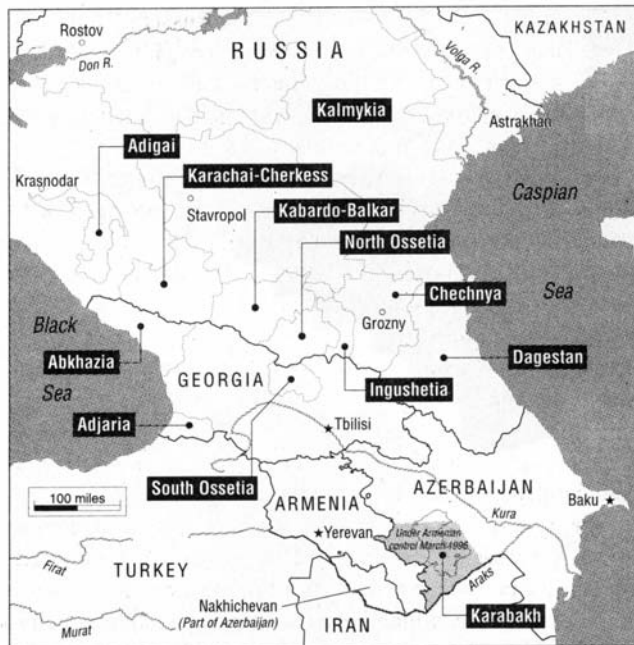 KAZAKHSTAN
Rostov
RUSSIA
Don R.
Volga R.
Kalmykia
Astrakhan
Adigai
Karachai-Cherkess
Krasnodar
Stavropol
Caspian
Kabardo-Balkar
North Ossetia
Chechnya
Sea
Grozny
Black
Abkhazia
Dagestan
GEORGIA
Ingushetia
Sea
Adjaria
Tbilisi
South Ossetia
AZERBAIJAN
100 miles
ARMENIA
Baku
Kura
Yerevan
Under Armenian
control March 1996
Firat
TURKEY
Araks
Nakhichevan
(Part of Azerbaijan)
Karabakh
IRAN
Murat